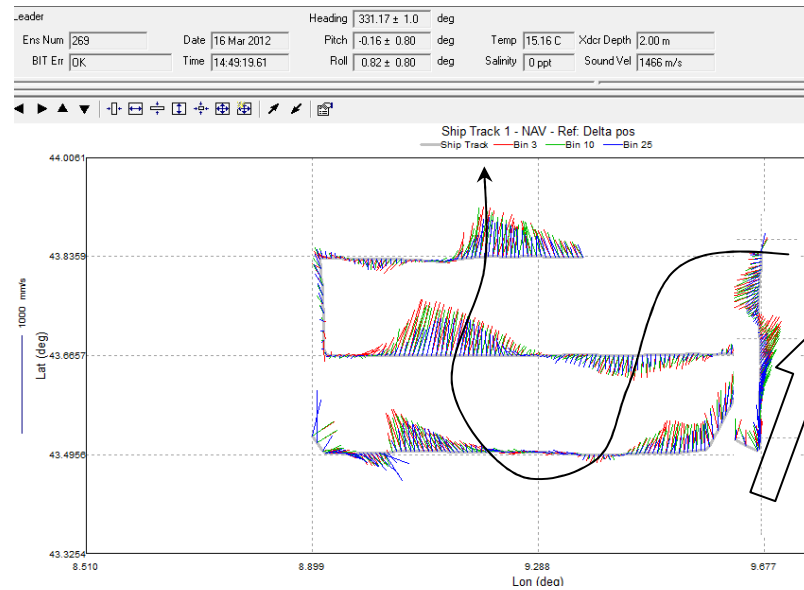 Leader
Heading 331.17 ± 1.0 deg
Ens Num 269 Date 16 Mar 2012 Pitch -0.16 ± 0.80 deg Temp 15.16 C Xdcr Depth 2.00 m
BIT Err OK Time 14:49:19.61 Roll 0.82 ± 0.80 deg Salinity 0 ppt Sound Vel 1466 m/s
Ship Track 1 - NAV - Ref: Delta pos
Ship Track Bin 3 Bin 10 Bin 25
44.0061
43.8359
43.6657
43.4956
43.3254
1000 mm/s
Lat (deg)
8.510 8.899 9.288 9.677
Lon (deg)